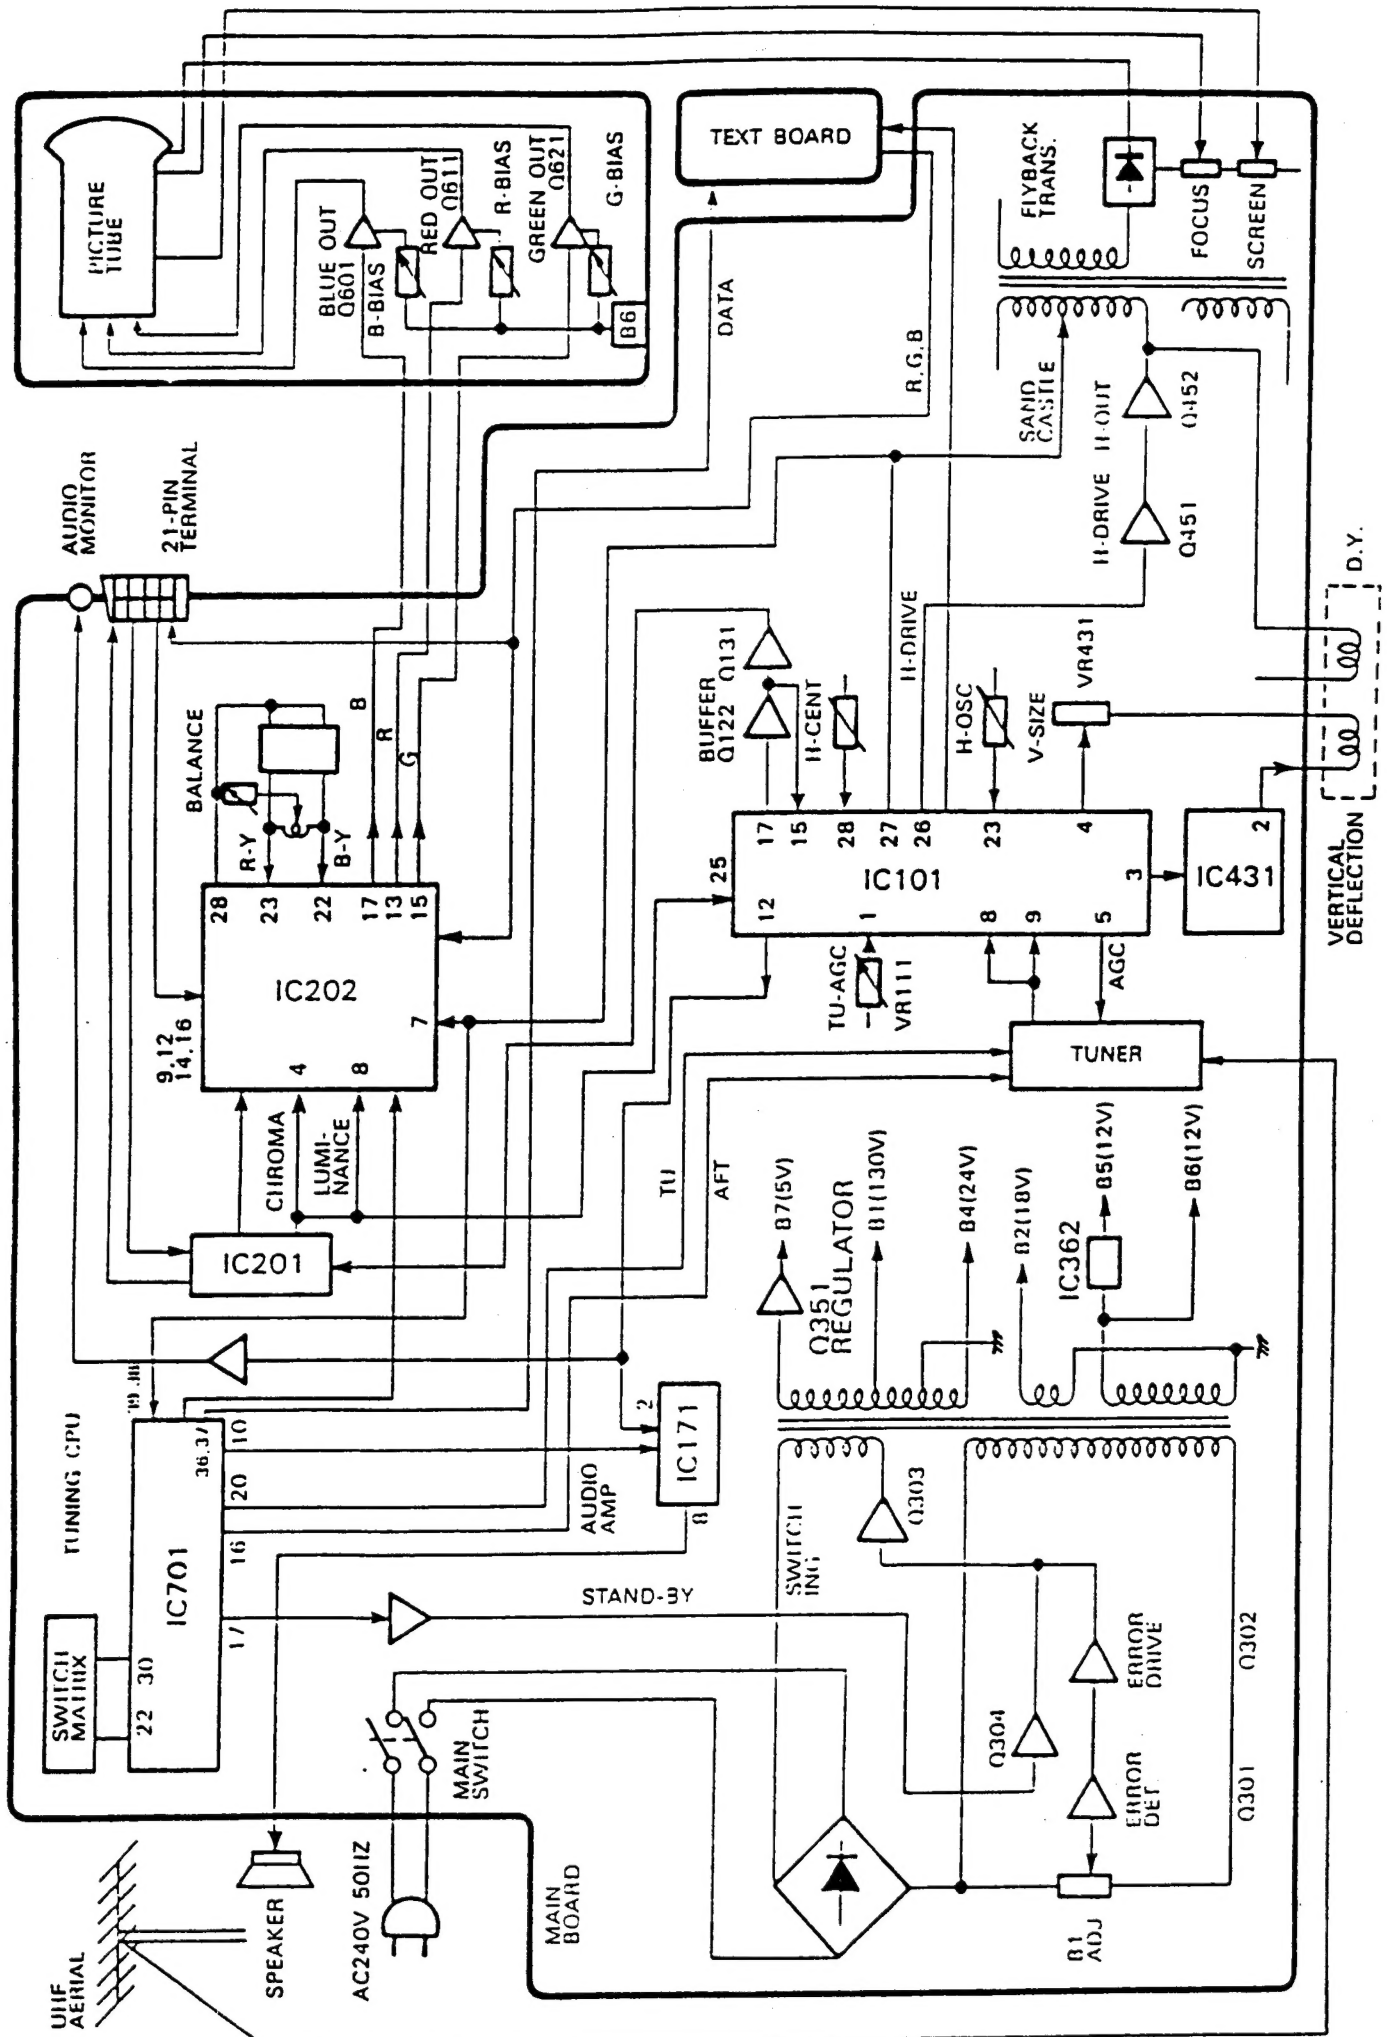 UHF
AERIAL
SPEAKER
AC240V 50HZ
MAIN
BOARD
MAIN
SWITCH
SWITCH
MATRIX
22
30
IC701
TUNING CPU
17
16
20
10
36.37
STAND-BY
AUDIO
AMP
IC171
2
8
AUDIO
MONITOR
21-PIN
TERMINAL
IC201
CHROMA
LUMI-
NANCE
IC202
9.12
14.16
4
8
7
28
23
22
17
13
15
R-Y
B-Y
BALANCE
B
R
G
PICTURE
TUBE
BLUE OUT
Q601
B-BIAS
RED OUT
Q611
R-BIAS
GREEN OUT
Q621
G-BIAS
B6
TEXT BOARD
DATA
R.G.B
FLYBACK
TRANS.
FOCUS
SCREEN
SAND
CASTLE
H-OUT
Q452
H-DRIVE
Q451
BUFFER
Q122
Q131
H-CENT
H-DRIVE
H-OSC
V-SIZE
VR431
D.Y.
VERTICAL
DEFLECTION
IC101
25
12
1
8
9
5
17
15
28
27
26
23
4
3
IC431
2
TU-AGC
VR111
AGC
TUNER
TU
AFT
B7(5V)
Q351
REGULATOR
B1(130V)
B4(24V)
B2(18V)
IC362
B5(12V)
B6(12V)
SWITCH
ING
Q303
Q304
ERROR
DRIVE
ERROR
DET.
Q302
Q301
B1
ADJ